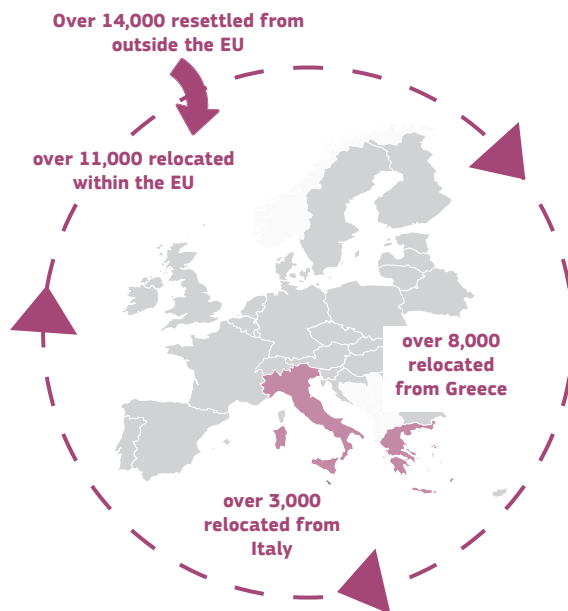 Over 14,000 resettled from
outside the EU
over 11,000 relocated
within the EU
over 8,000
relocated
from Greece
over 3,000
relocated from
Italy